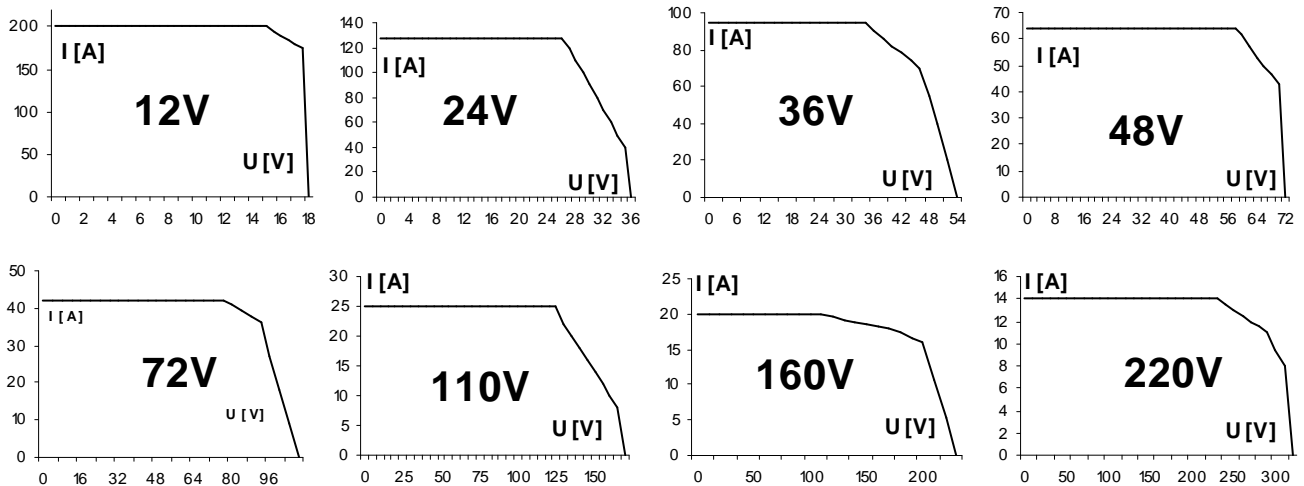 200
150
100
50
0
I [A]
12V
U [V]
0 2 4 6 8 10 12 14 16 18
140
120
100
80
60
40
20
0
I [A]
24V
U [V]
0 4 8 12 16 20 24 28 32 36
100
80
60
40
20
0
I [A]
36V
U [V]
0 6 12 18 24 30 36 42 48 54
70
60
50
40
30
20
10
0
I [A]
48V
U [V]
0 8 16 24 32 40 48 56 64 72
50
40
30
20
10
0
I [A]
72V
U [V]
0 16 32 48 64 80 96
30
25
20
15
10
5
0
I [A]
110V
U [V]
0 25 50 75 100 125 150
25
20
15
10
5
0
I [A]
160V
U [V]
0 50 100 150 200
16
14
12
10
8
6
4
2
0
I [A]
220V
U [V]
0 50 100 150 200 250 300